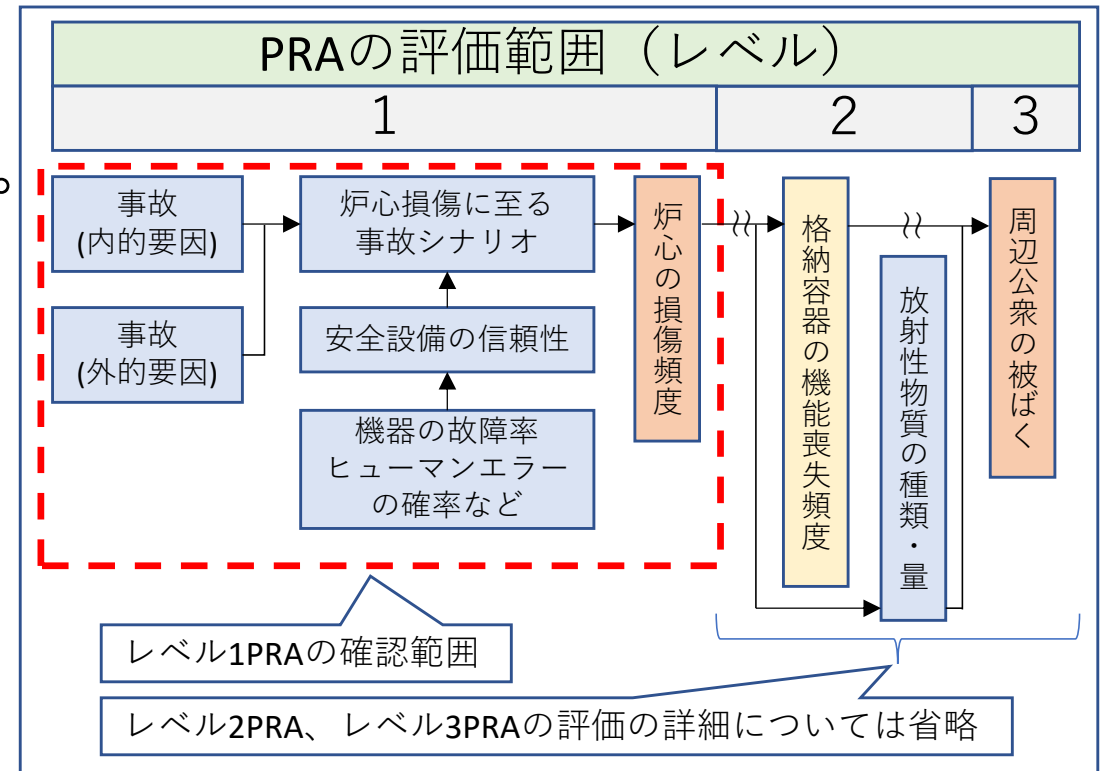 PRAの評価範囲（レベル）
1
2
3
事故
(内的要因)
事故
(外的要因)
炉心損傷に至る
事故シナリオ
安全設備の信頼性
機器の故障率
ヒューマンエラー
の確率など
炉心の損傷頻度
格納容器の機能喪失頻度
放射性物質の種類・量
周辺公衆の被ばく
レベル1PRAの確認範囲
レベル2PRA、レベル3PRAの評価の詳細については省略